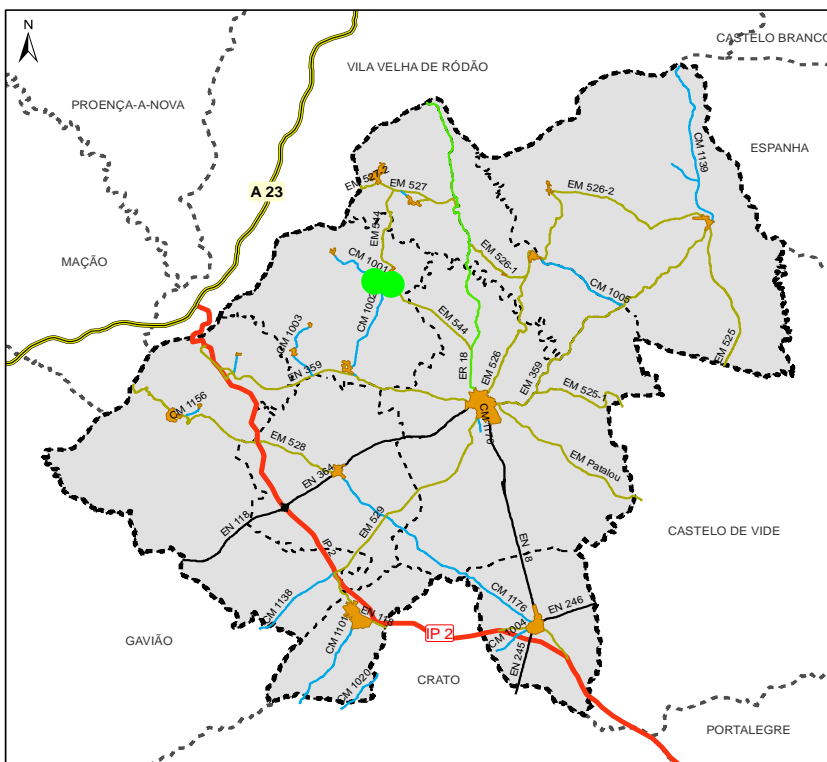 N
CASTELO BRANCO
VILA VELHA DE RÓDÃO
PROENÇA-A-NOVA
ESPANHA
CM 1139
A 23
EM 527-2
EM 527
EM 526-2
EM 544
EM 526-1
MAÇÃO
CM 1001
CM 1002
CM 1005
CM 1003
EM 544
ER 18
EM 526
EM 359
EM 525
EN 359
EM 525-1
CM 1156
CM 1170
EM 528
EN 364
EM Patalou
EM 529
EN 118
IP 2
EN 18
CASTELO DE VIDE
CM 1138
CM 1176
EN 246
GAVIÃO
CM 1101
EN 118
IP 2
CM 1004
EN 245
CM 1020
CRATO
PORTALEGRE